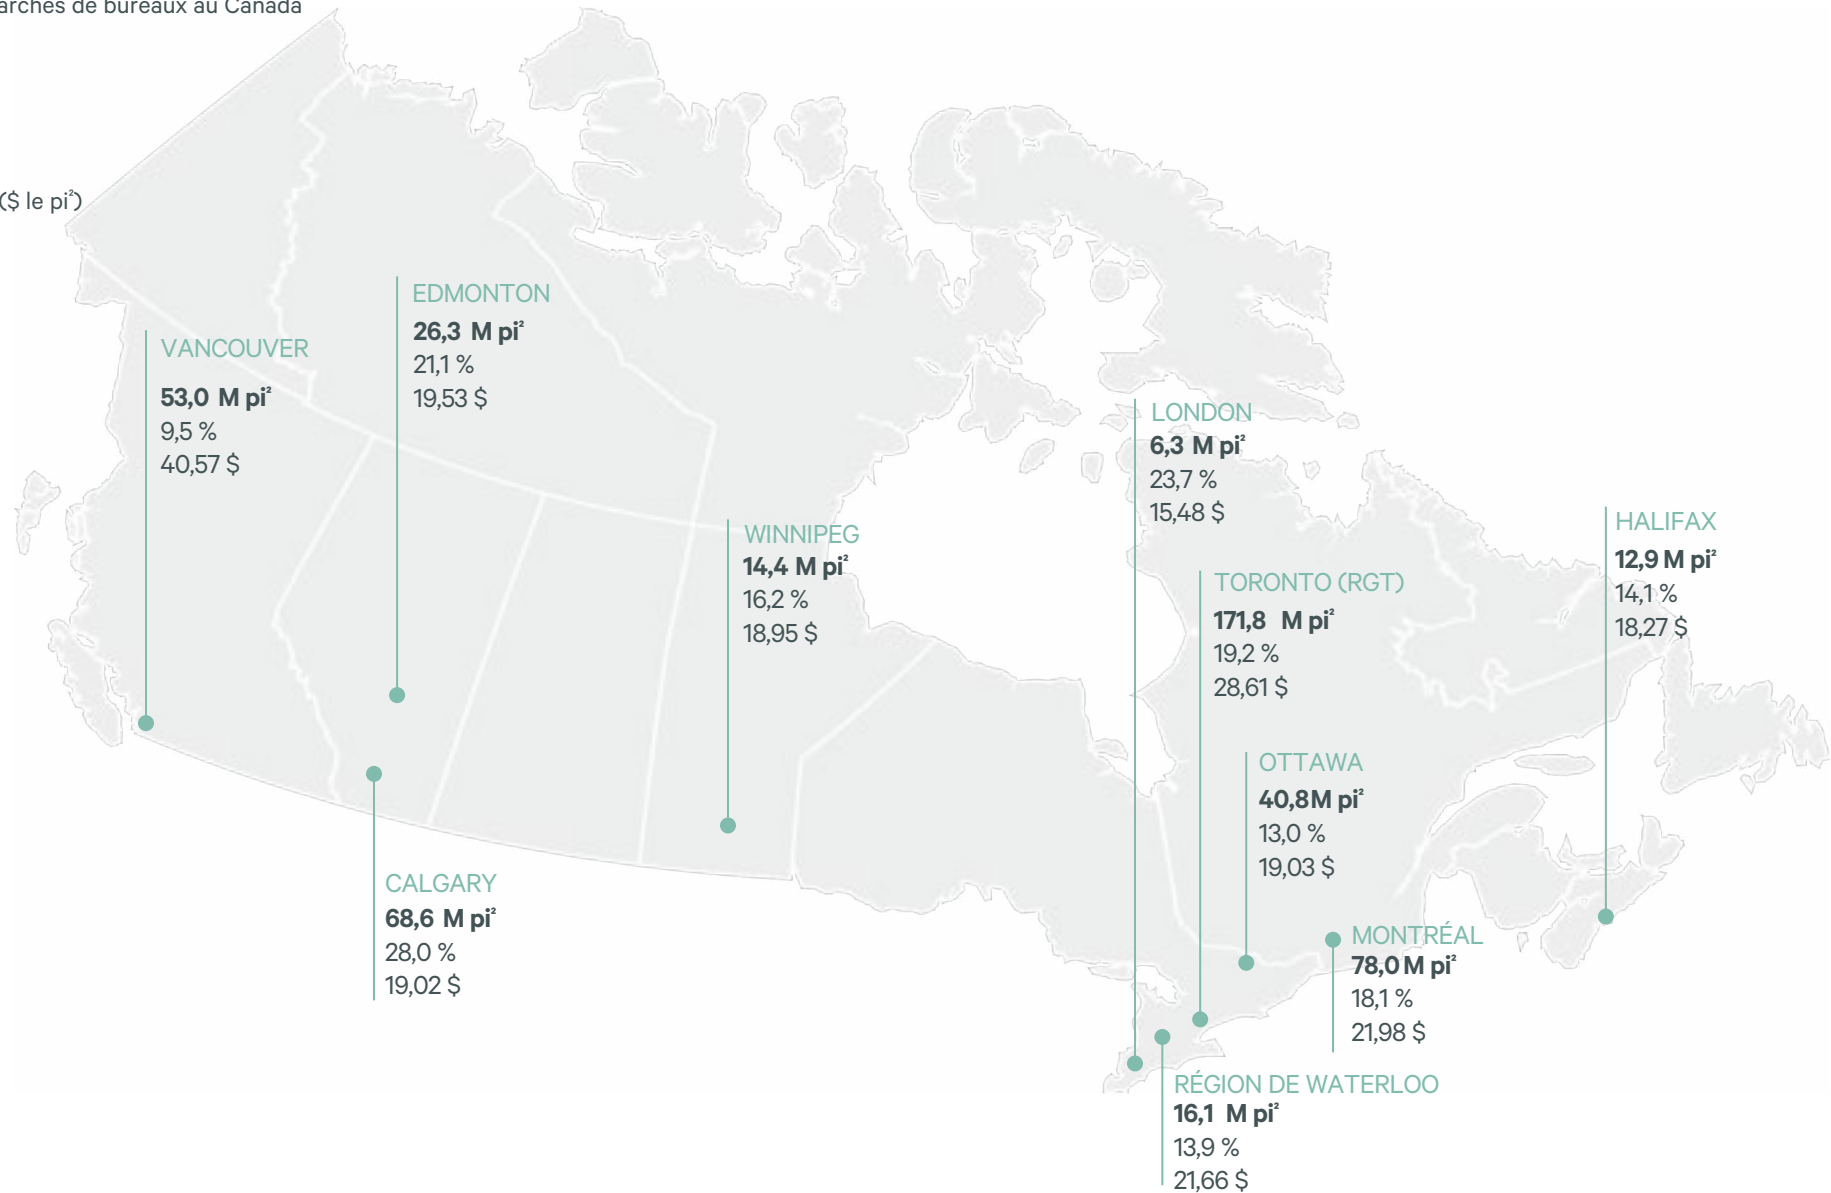 de bureaux au Canada
($ le pi²)
EDMONTON
26,3 M pi²
21,1 %
19,53 $
VANCOUVER
53,0 M pi²
9,5 %
40,57 $
LONDON
6,3 M pi²
23,7 %
15,48 $
WINNIPEG
14,4 M pi²
16,2 %
18,95 $
HALIFAX
12,9 M pi²
14,1 %
18,27 $
TORONTO (RGT)
171,8 M pi²
19,2 %
28,61 $
OTTAWA
40,8M pi²
13,0 %
19,03 $
CALGARY
68,6 M pi²
28,0 %
19,02 $
MONTRÉAL
78,0 M pi²
18,1 %
21,98 $
RÉGION DE WATERLOO
16,1 M pi²
13,9 %
21,66 $